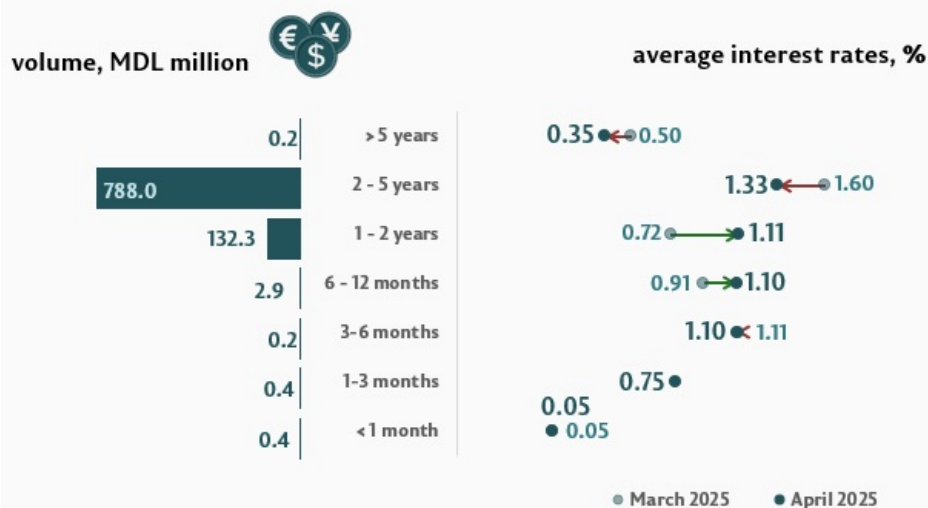 volume, MDL million
€ ¥ $
average interest rates, %
0.2 >5 years 0.35 0.50
788.0 2 - 5 years 1.33 1.60
132.3 1 - 2 years 0.72 1.11
2.9 6 - 12 months 0.91 1.10
0.2 3-6 months 1.10 1.11
0.4 1-3 months 0.75
0.05
0.4 <1 month 0.05
March 2025 April 2025